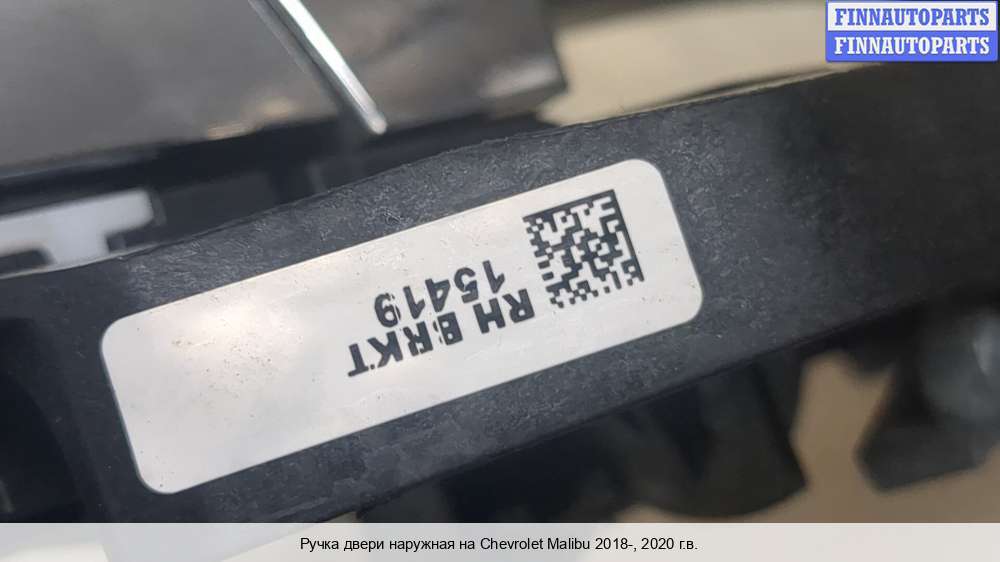 FINNAUTOPARTS
FINNAUTOPARTS
RH BRKT
15419
Ручка двери наружная на Chevrolet Malibu 2018-, 2020 г.в.